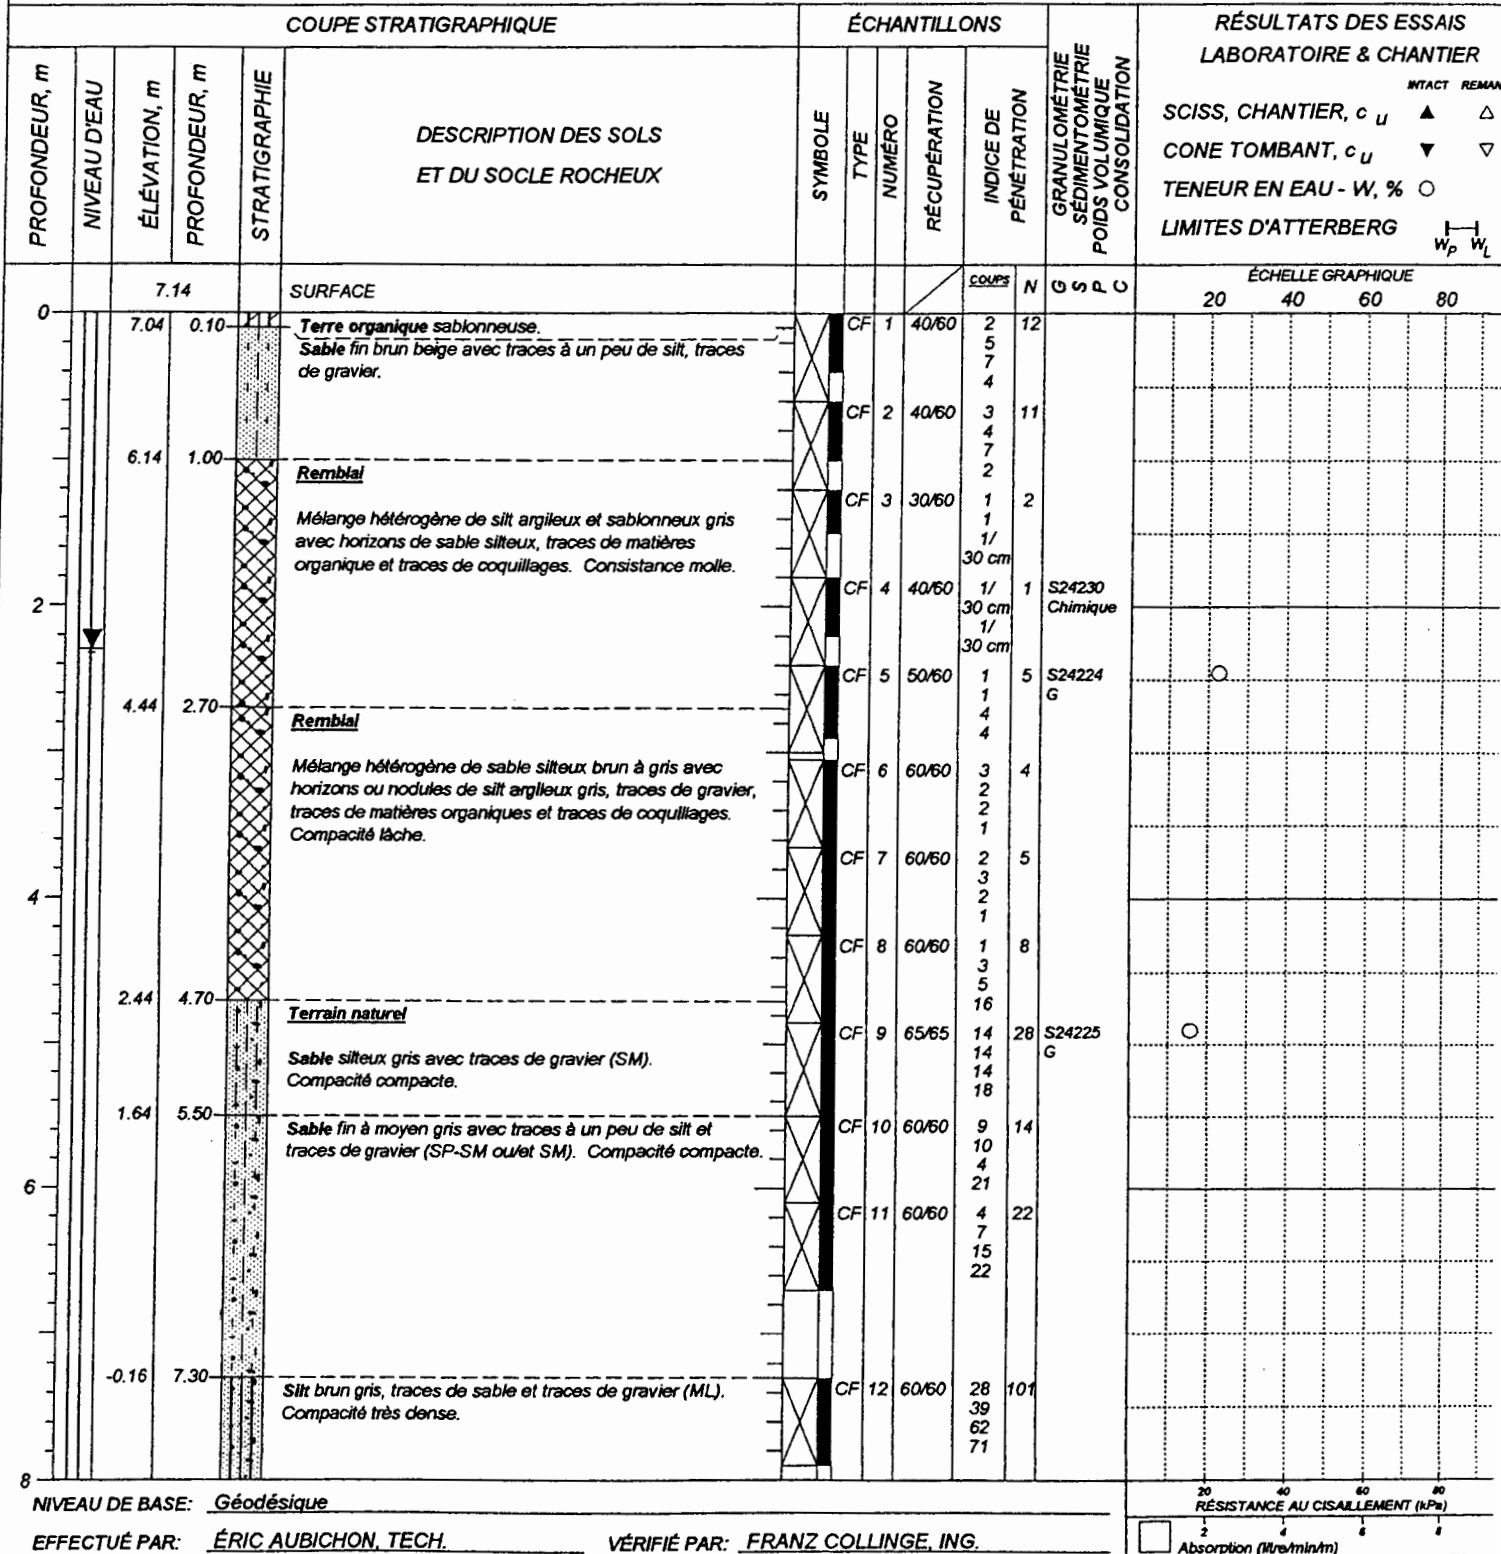 COUPE STRATIGRAPHIQUE
ÉCHANTILLONS
RÉSULTATS DES ESSAIS
LABORATOIRE & CHANTIER
PROFONDEUR, m
NIVEAU D'EAU
ÉLÉVATION, m
PROFONDEUR, m
STRATIGRAPHIE
DESCRIPTION DES SOLS
ET DU SOCLE ROCHEUX
SYMBOLE
TYPE
NUMÉRO
RÉCUPÉRATION
INDICE DE
PÉNÉTRATION
GRANULOMÉTRIE
SÉDIMENTOMÉTRIE
POIDS VOLUMIQUE
CONSOLIDATION
INTACT REMAN
SCISS, CHANTIER, c u ▲ △
CONE TOMBANT, c u ▼ ▽
TENEUR EN EAU - W, % ○
LIMITES D'ATTERBERG
Wp WL
7.14 SURFACE
COUPS N G S P C
ÉCHELLE GRAPHIQUE
20 40 60 80
0
7.04 0.10 Terre organique sablonneuse.
Sable fin brun beige avec traces à un peu de silt, traces
de gravier.
CF 1 40/60 2 12
5
7
4
CF 2 40/60 3 11
4
7
2
6.14 1.00 Remblai
Mélange hétérogène de silt argileux et sablonneux gris
avec horizons de sable silteux, traces de matières
organique et traces de coquillages. Consistance molle.
CF 3 30/60 1 2
1
1/
30 cm
2
CF 4 40/60 1/ 1 S24230
30 cm Chimique
1/
30 cm
CF 5 50/60 1 5 S24224
1 G
4
4
4.44 2.70 Remblai
Mélange hétérogène de sable silteux brun à gris avec
horizons ou nodules de silt argileux gris, traces de gravier,
traces de matières organiques et traces de coquillages.
Compacité lâche.
CF 6 60/60 3 4
2
2
1
CF 7 60/60 2 5
3
2
1
4
CF 8 60/60 1 8
3
5
16
2.44 4.70 Terrain naturel
Sable silteux gris avec traces de gravier (SM).
Compacité compacte.
CF 9 65/65 14 28 S24225
14 G
14
18
1.64 5.50 Sable fin à moyen gris avec traces à un peu de silt et
traces de gravier (SP-SM ou/et SM). Compacité compacte.
CF 10 60/60 9 14
10
4
21
6
CF 11 60/60 4 22
7
15
22
-0.16 7.30 Silt brun gris, traces de sable et traces de gravier (ML).
Compacité très dense.
CF 12 60/60 28 101
39
62
71
8
20 40 60 80
RÉSISTANCE AU CISAILLEMENT (kPa)
2 4 6 8
Absorption (litre/min/m)
NIVEAU DE BASE: Géodésique
EFFECTUÉ PAR: ÉRIC AUBICHON, TECH.
VÉRIFIÉ PAR: FRANZ COLLINGE, ING.